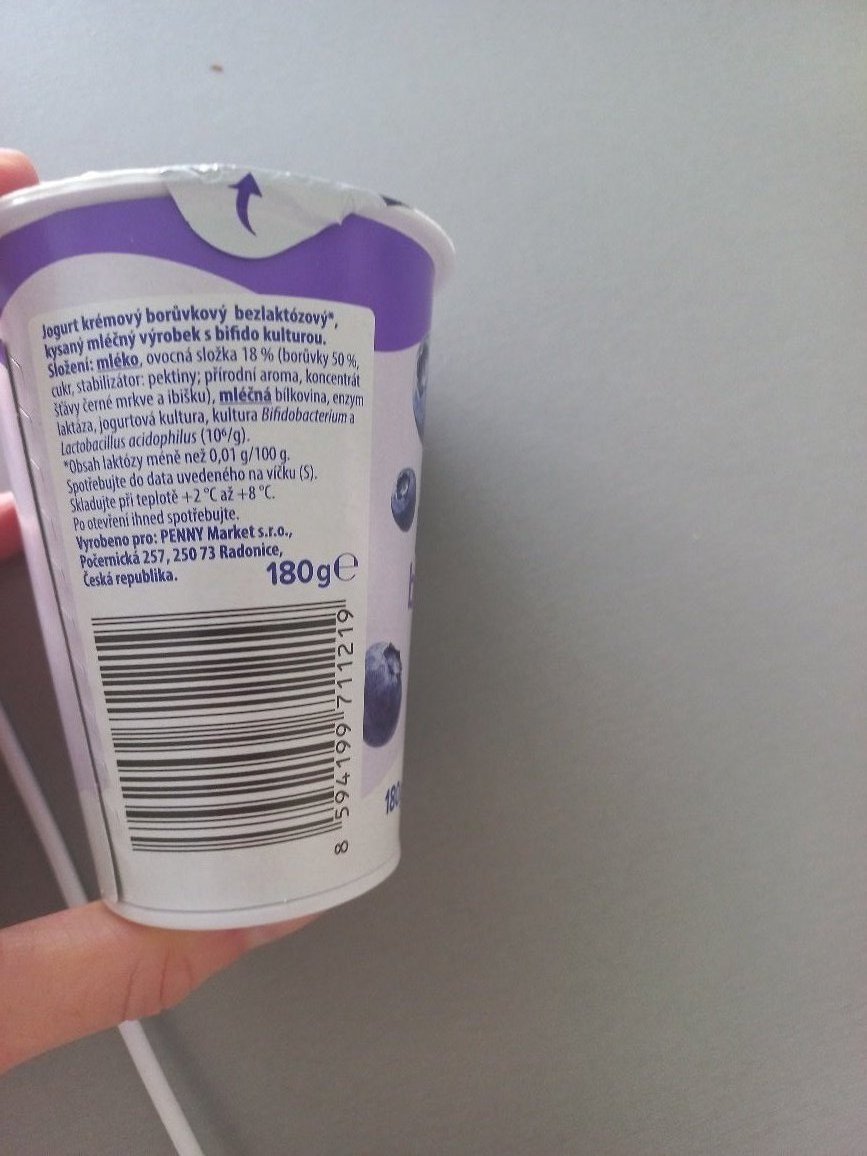 Jogurt krémový borůvkový bezlaktózový*,
kysaný mléčný výrobek s bifido kulturou.
Složení: mléko, ovocná složka 18 % (borůvky 50 %,
cukr, stabilizátor: pektiny; přírodní aroma, koncentrát
šťávy černé mrkve a ibišku), mléčná bílkovina, enzym
laktáza, jogurtová kultura, kultura Bifidobacterium a
Lactobacillus acidophilus (10⁶/g).
*Obsah laktózy méně než 0,01 g/100 g.
Spotřebujte do data uvedeného na víčku (S).
Skladujte při teplotě +2 °C až +8 °C.
Po otevření ihned spotřebujte.
Vyrobeno pro: PENNY Market s.r.o.,
Počernická 257, 250 73 Radonice,
Česká republika.
180 g e
8 594199 711219
180